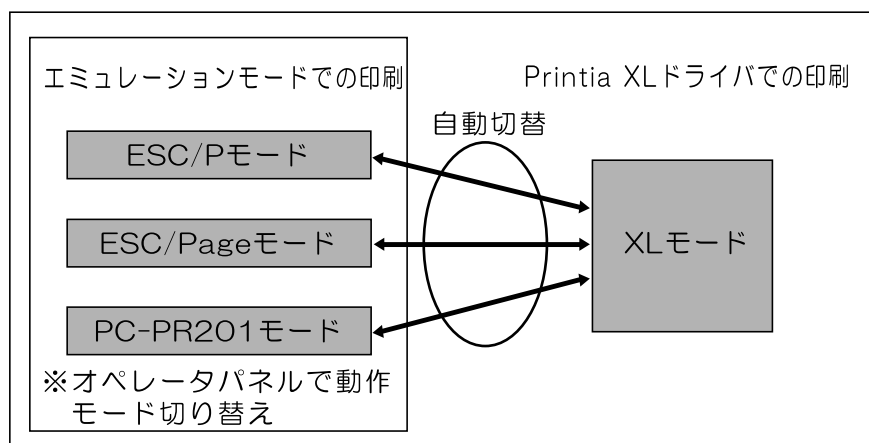 エミュレーションモードでの印刷
Printia XLドライバでの印刷
自動切替
ESC/Pモード
ESC/Pageモード
XLモード
PC-PR201モード
※オペレータパネルで動作
モード切り替え